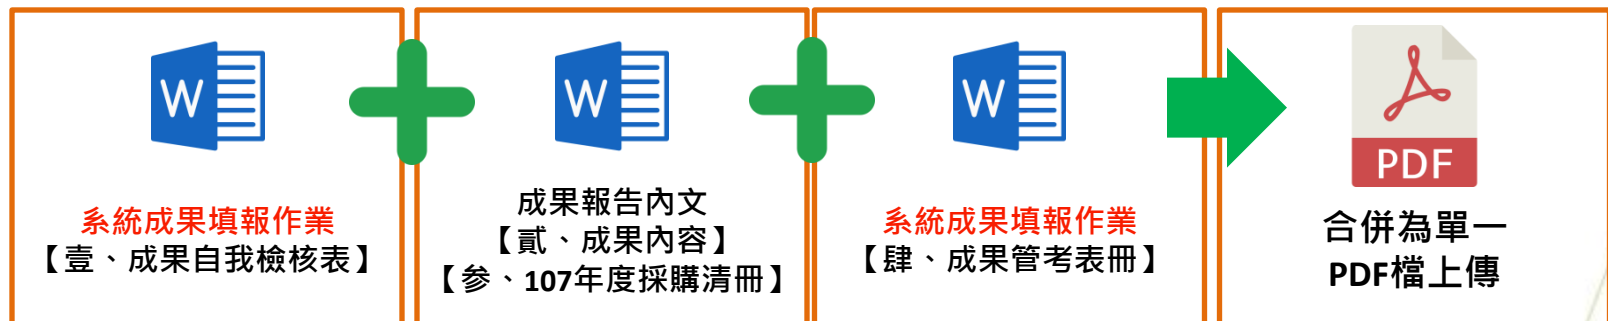 W
系統成果填報作業
【壹、成果自我檢核表】
W
成果報告內文
【貳、成果內容】
【參、107年度採購清冊】
W
系統成果填報作業
【肆、成果管考表冊】
PDF
合併為單一
PDF檔上傳